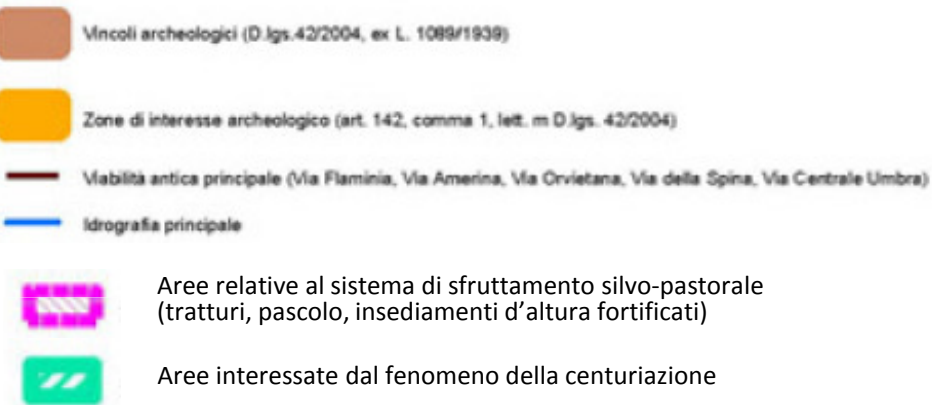 Vincoli archeologici (D.lgs.42/2004, ex L. 1089/1939)
Zone di interesse archeologico (art. 142, comma 1, lett. m D.lgs. 42/2004)
Viabilità antica principale (Via Flaminia, Via Amerina, Via Orvietana, Via della Spina, Via Centrale Umbra)
Idrografia principale
Aree relative al sistema di sfruttamento silvo-pastorale
(tratturi, pascolo, insediamenti d'altura fortificati)
Aree interessate dal fenomeno della centuriazione